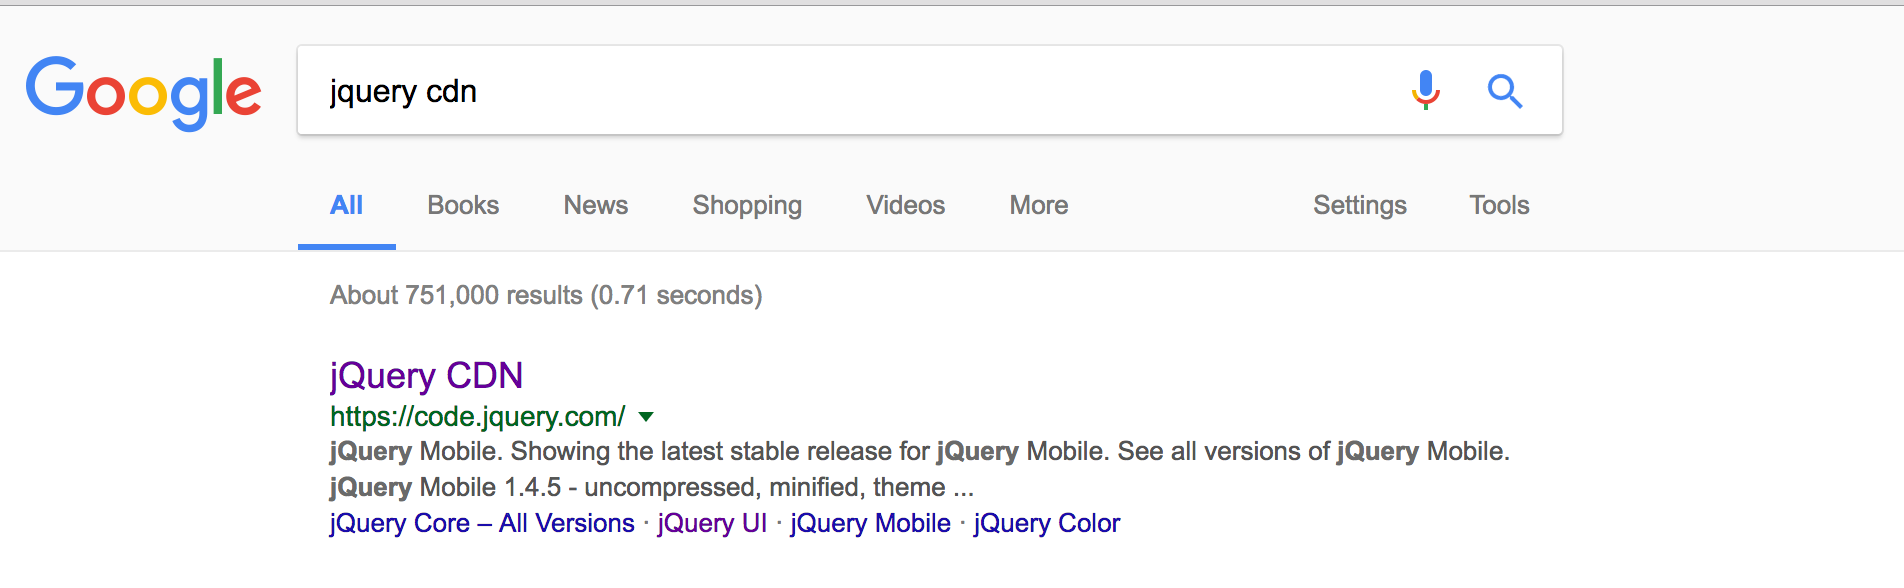 Google
jquery cdn
All Books News Shopping Videos More Settings Tools
About 751,000 results (0.71 seconds)
jQuery CDN
https://code.jquery.com/
jQuery Mobile. Showing the latest stable release for jQuery Mobile. See all versions of jQuery Mobile.
jQuery Mobile 1.4.5 - uncompressed, minified, theme ...
jQuery Core – All Versions · jQuery UI · jQuery Mobile · jQuery Color